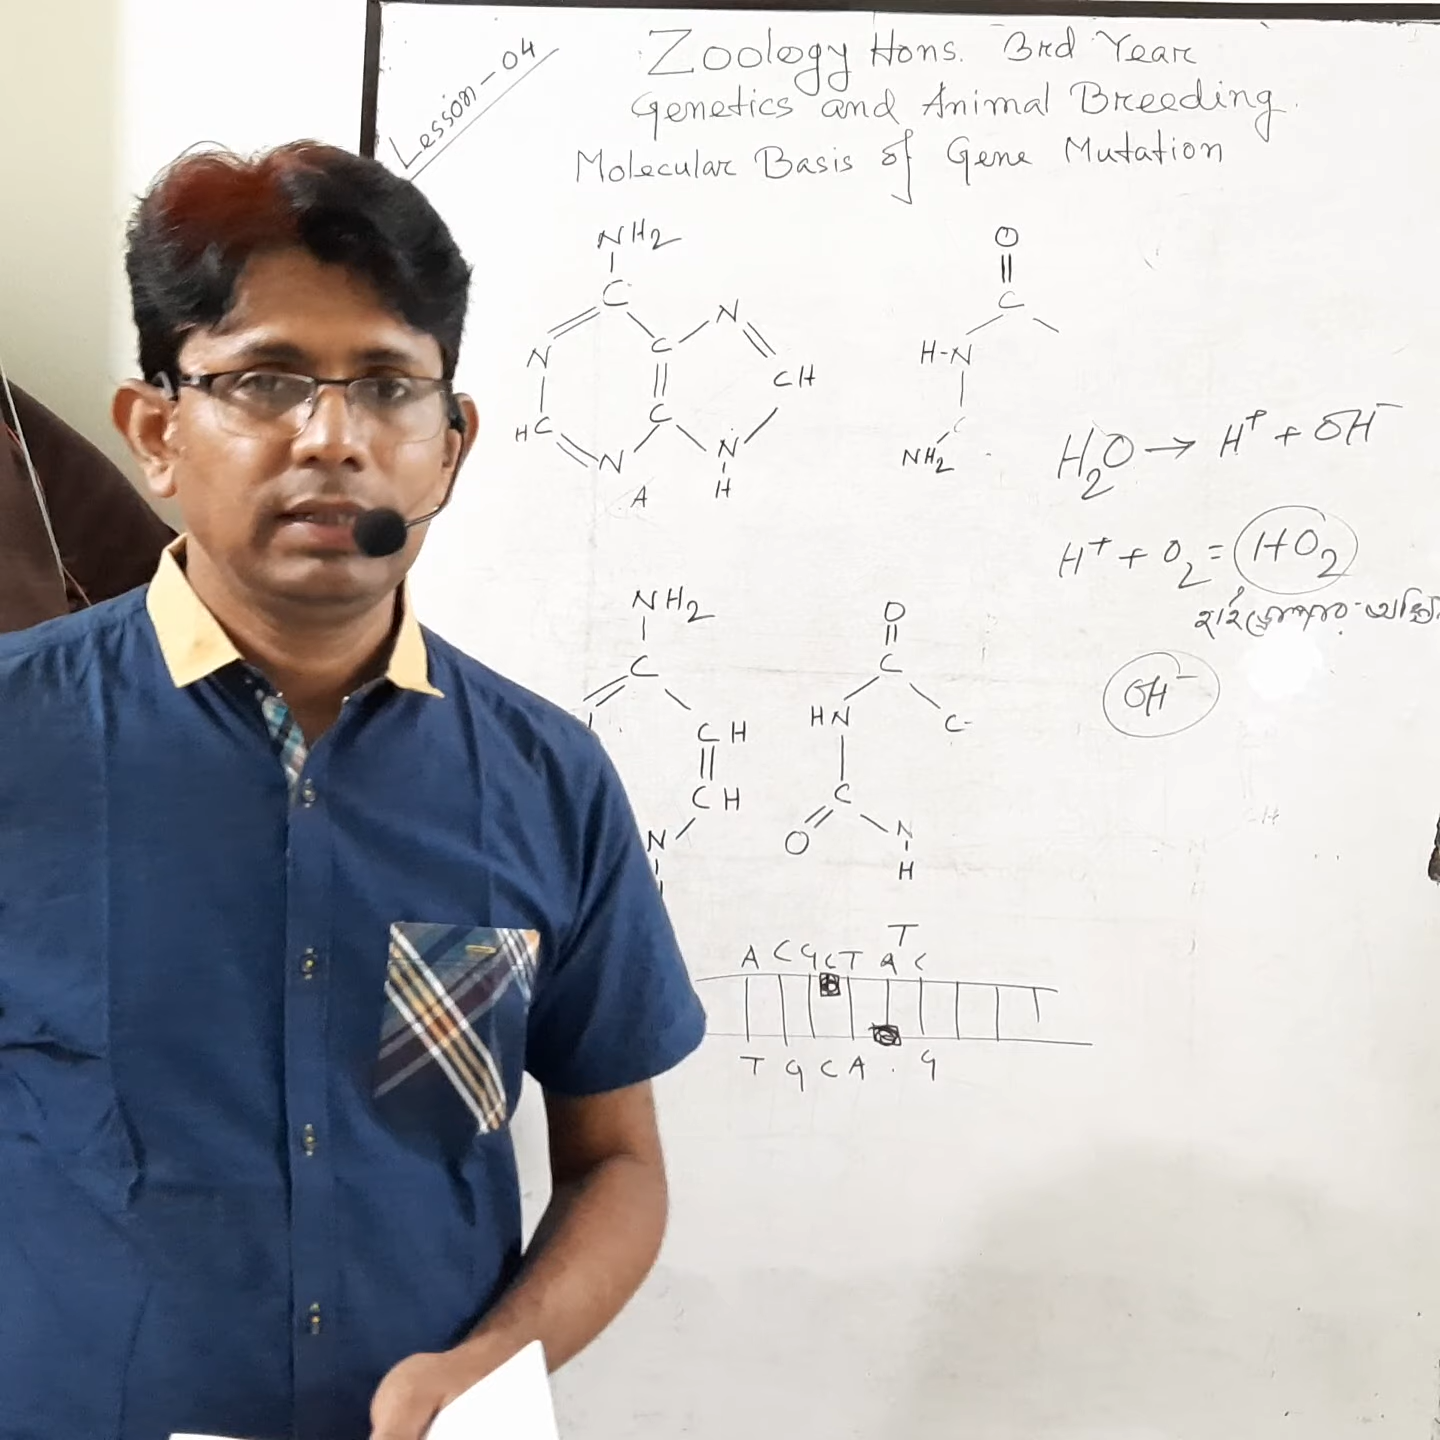 Lesson-04
Zoology Hons. 3rd Year
Genetics and Animal Breeding.
Molecular Basis of Gene Mutation
NH2
C
N
C
N
CH
C
HC
N
N
H
A
O
C
H-N
C
NH2
H2O → H+ + OH-
H+ + O2 = HO2
OH-
NH2
C
CH
CH
N
O
C
HN
C-
C
O
N
H
T
A C G C T A C
T G C A . G